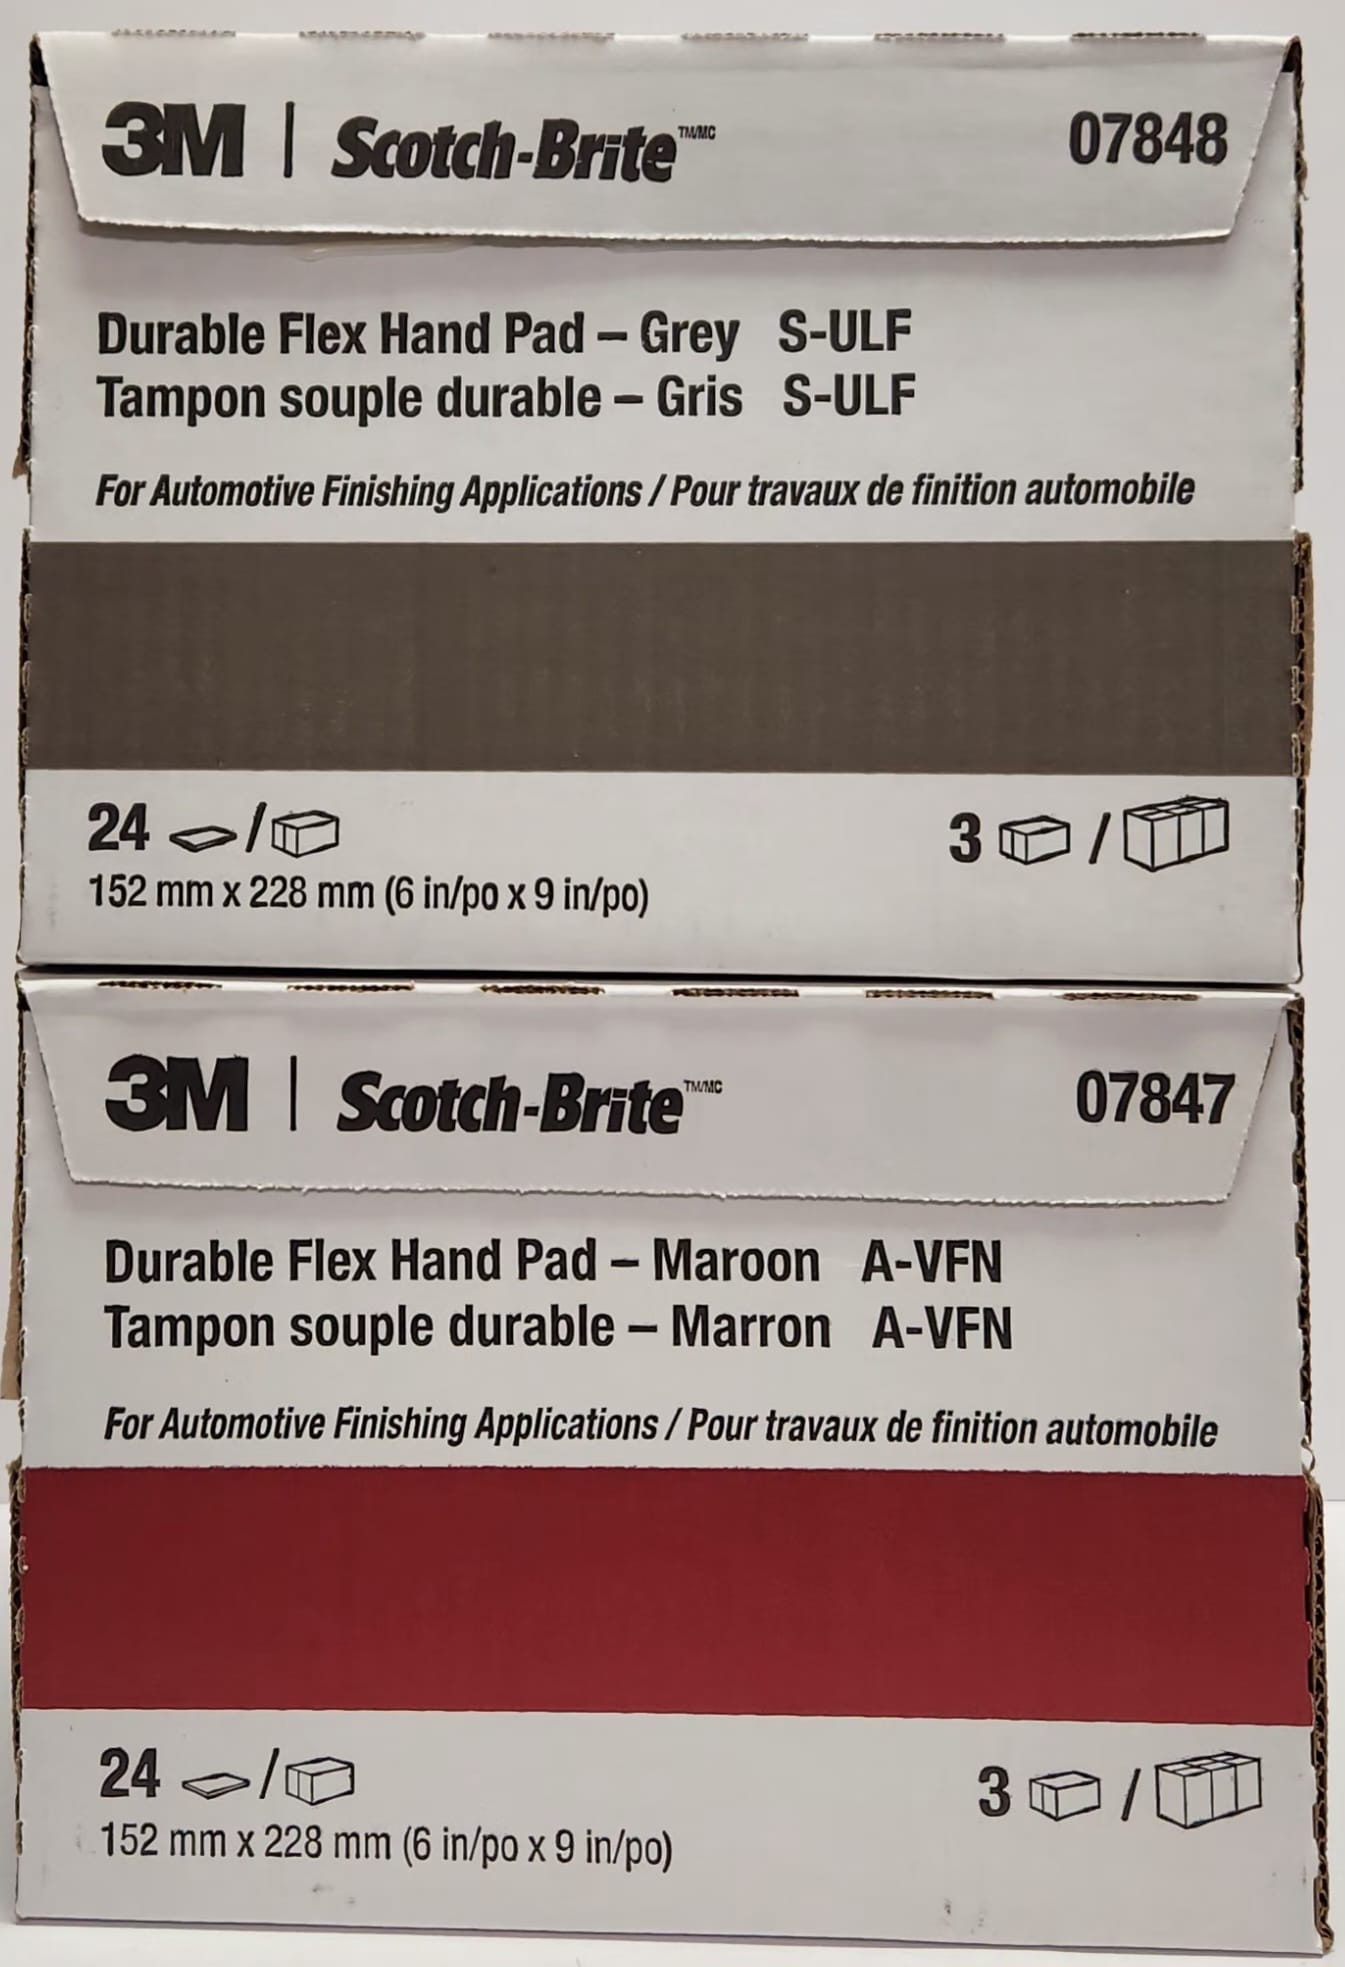 3M | Scotch-Brite™/MC 07848
Durable Flex Hand Pad – Grey S-ULF
Tampon souple durable – Gris S-ULF
For Automotive Finishing Applications / Pour travaux de finition automobile
24 / 3 /
152 mm x 228 mm (6 in/po x 9 in/po)
3M | Scotch-Brite™/MC 07847
Durable Flex Hand Pad – Maroon A-VFN
Tampon souple durable – Marron A-VFN
For Automotive Finishing Applications / Pour travaux de finition automobile
24 / 3 /
152 mm x 228 mm (6 in/po x 9 in/po)